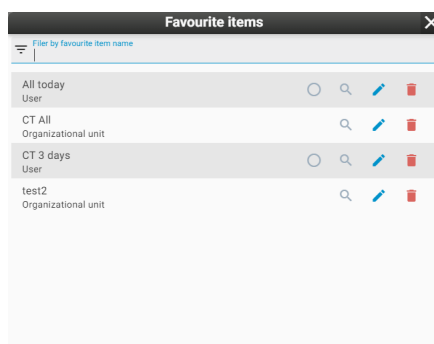 Favourite items
Filer by favourite item name
All today
User
CT All
Organizational unit
CT 3 days
User
test2
Organizational unit